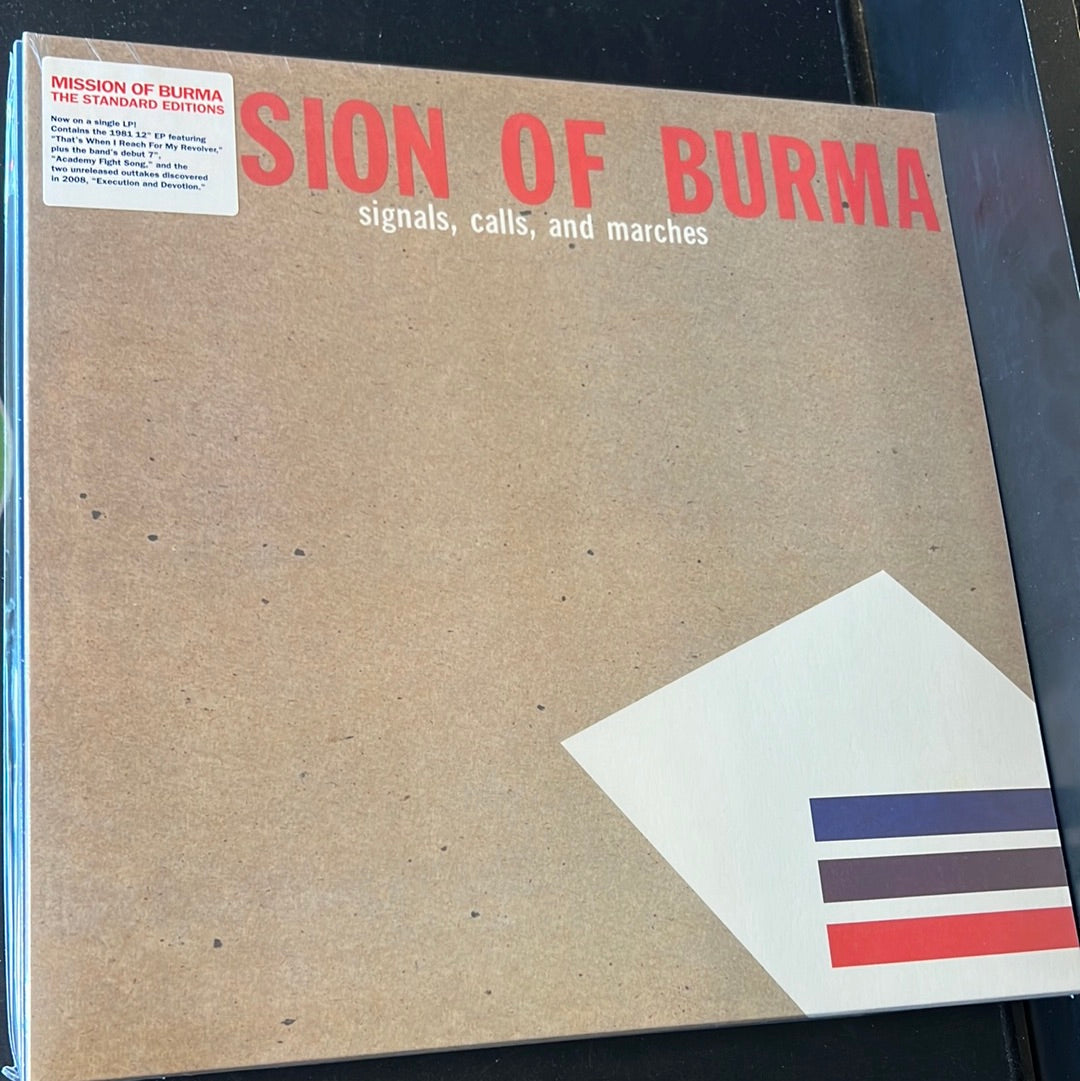 MISSION OF BURMA
THE STANDARD EDITIONS
Now on a single LP!
Contains the 1981 12" EP featuring
"That's When I Reach For My Revolver,"
plus the band's debut 7",
"Academy Fight Song," and the
two unreleased outtakes discovered
in 2008, "Execution and Devotion."
SION OF BURMA
signals, calls, and marches